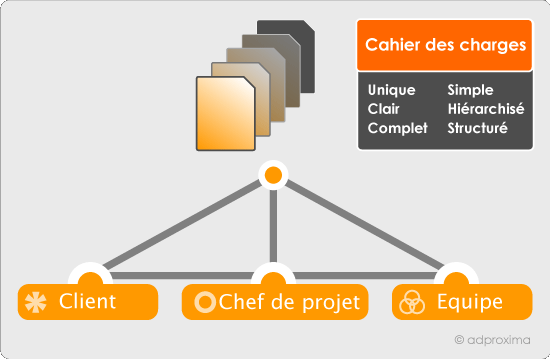 Cahier des charges
Unique Simple
Clair Hiérarchisé
Complet Structuré
Client Chef de projet Equipe
© adproxima